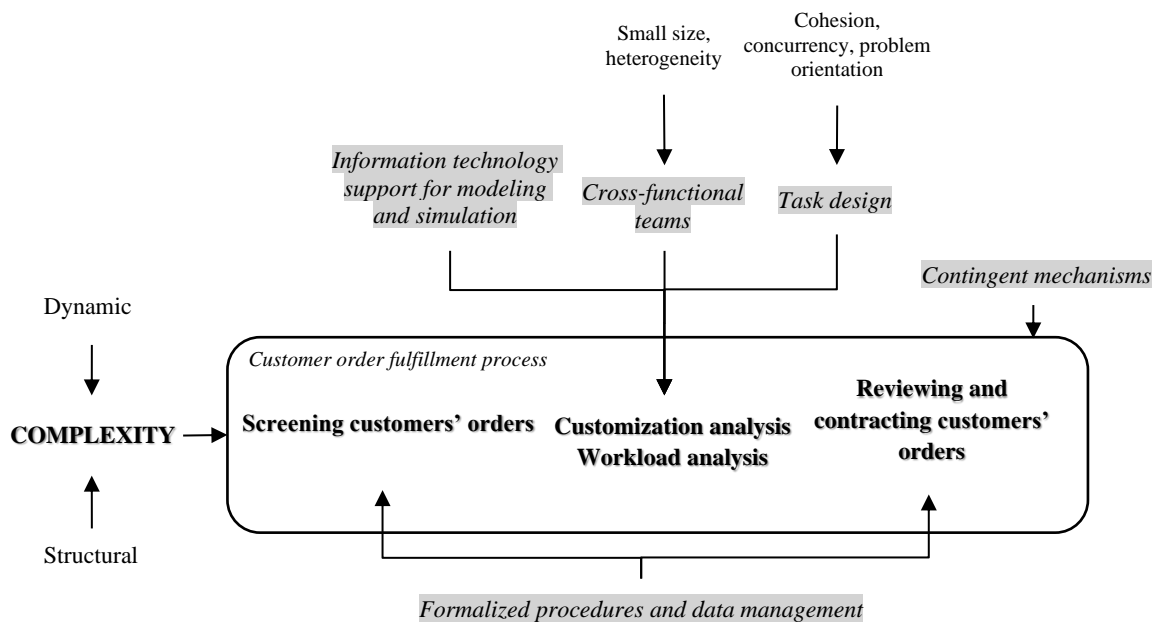 Small size,
heterogeneity
Cohesion,
concurrency, problem
orientation
Information technology
support for modeling
and simulation
Cross-functional
teams
Task design
Contingent mechanisms
Dynamic
COMPLEXITY
Structural
Customer order fulfillment process
Screening customers’ orders
Customization analysis
Workload analysis
Reviewing and
contracting customers’
orders
Formalized procedures and data management